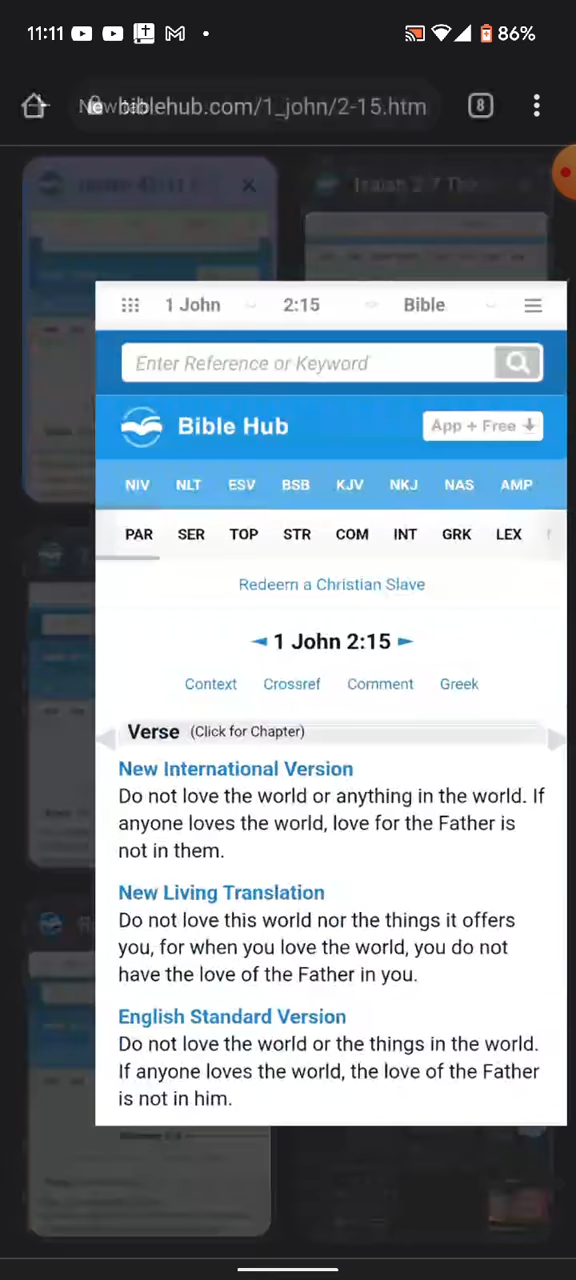 11:11 86%
biblehub.com/1_john/2-15.htm 8
1 John 2:15 Bible
Enter Reference or Keyword
Bible Hub App + Free
NIV NLT ESV BSB KJV NKJ NAS AMP
PAR SER TOP STR COM INT GRK LEX
Redeem a Christian Slave
1 John 2:15
Context Crossref Comment Greek
Verse (Click for Chapter)
New International Version
Do not love the world or anything in the world. If
anyone loves the world, love for the Father is
not in them.
New Living Translation
Do not love this world nor the things it offers
you, for when you love the world, you do not
have the love of the Father in you.
English Standard Version
Do not love the world or the things in the world.
If anyone loves the world, the love of the Father
is not in him.